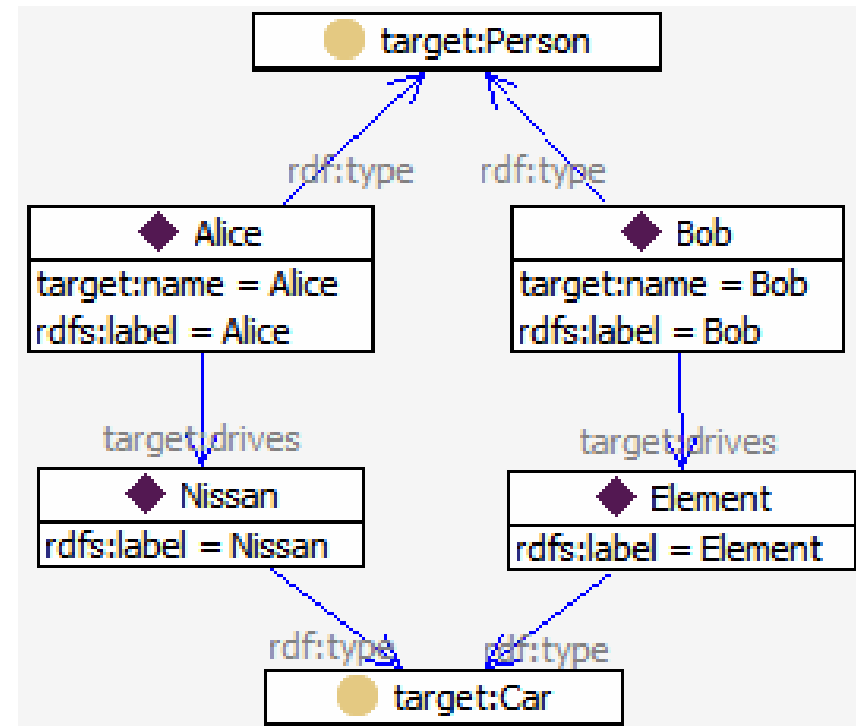 target:Person
rdf:type rdf:type
Alice
target:name = Alice
rdfs:label = Alice
Bob
target:name = Bob
rdfs:label = Bob
target:drives target:drives
Nissan
rdfs:label = Nissan
Element
rdfs:label = Element
rdf:type rdf:type
target:Car